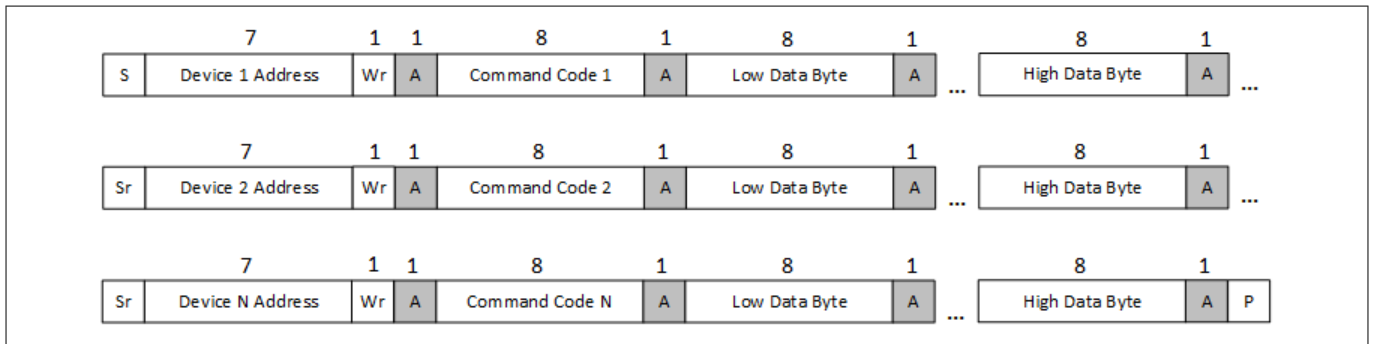 7 1 1 8 1 8 1 8 1
S Device 1 Address Wr A Command Code 1 A Low Data Byte A ... High Data Byte A ...
7 1 1 8 1 8 1 8 1
Sr Device 2 Address Wr A Command Code 2 A Low Data Byte A ... High Data Byte A ...
7 1 1 8 1 8 1 8 1
Sr Device N Address Wr A Command Code N A Low Data Byte A ... High Data Byte A P